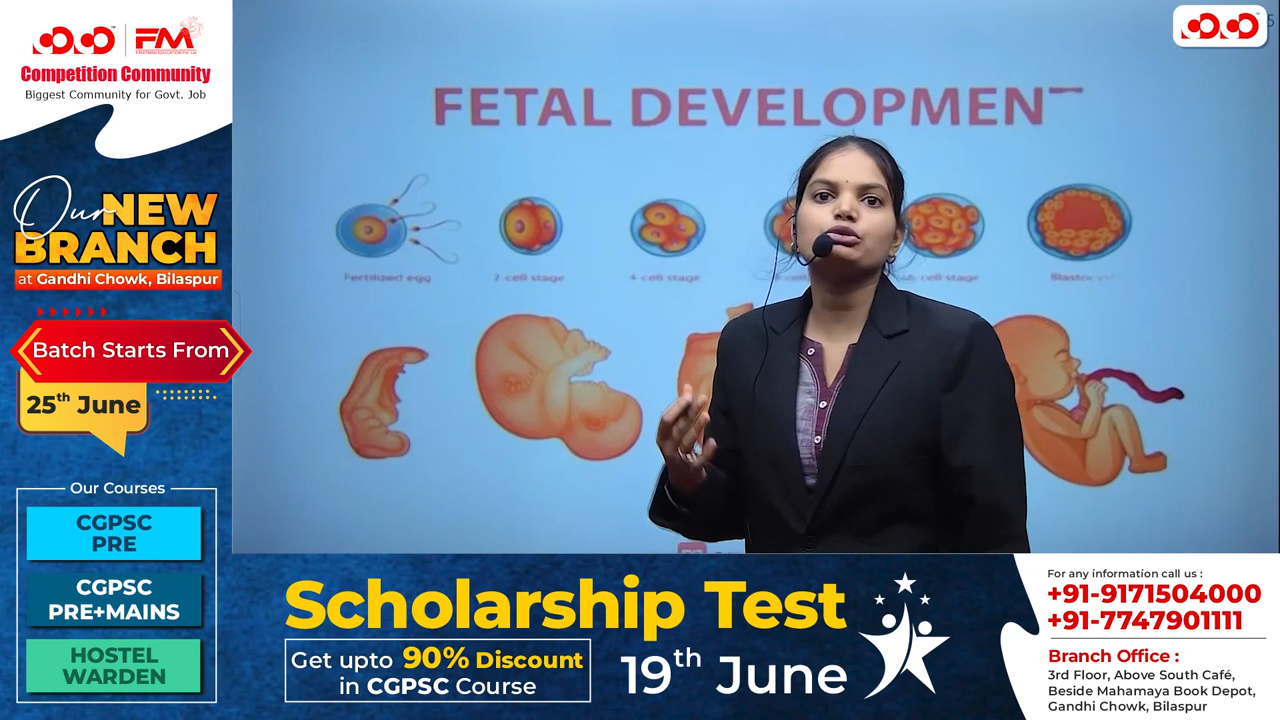 FM
Competition Community
Biggest Community for Govt. Job
Our NEW
BRANCH
at Gandhi Chowk, Bilaspur
Batch Starts From
25th June
Our Courses
CGPSC
PRE
CGPSC
PRE+MAINS
HOSTEL
WARDEN
FETAL DEVELOPMENT
Fertilized egg
2-cell-stage
4-cell-stage
Scholarship Test
Get upto 90% Discount
in CGPSC Course
19th June
For any information call us :
+91-9171504000
+91-7747901111
Branch Office :
3rd Floor, Above South Café,
Beside Mahamaya Book Depot,
Gandhi Chowk, Bilaspur